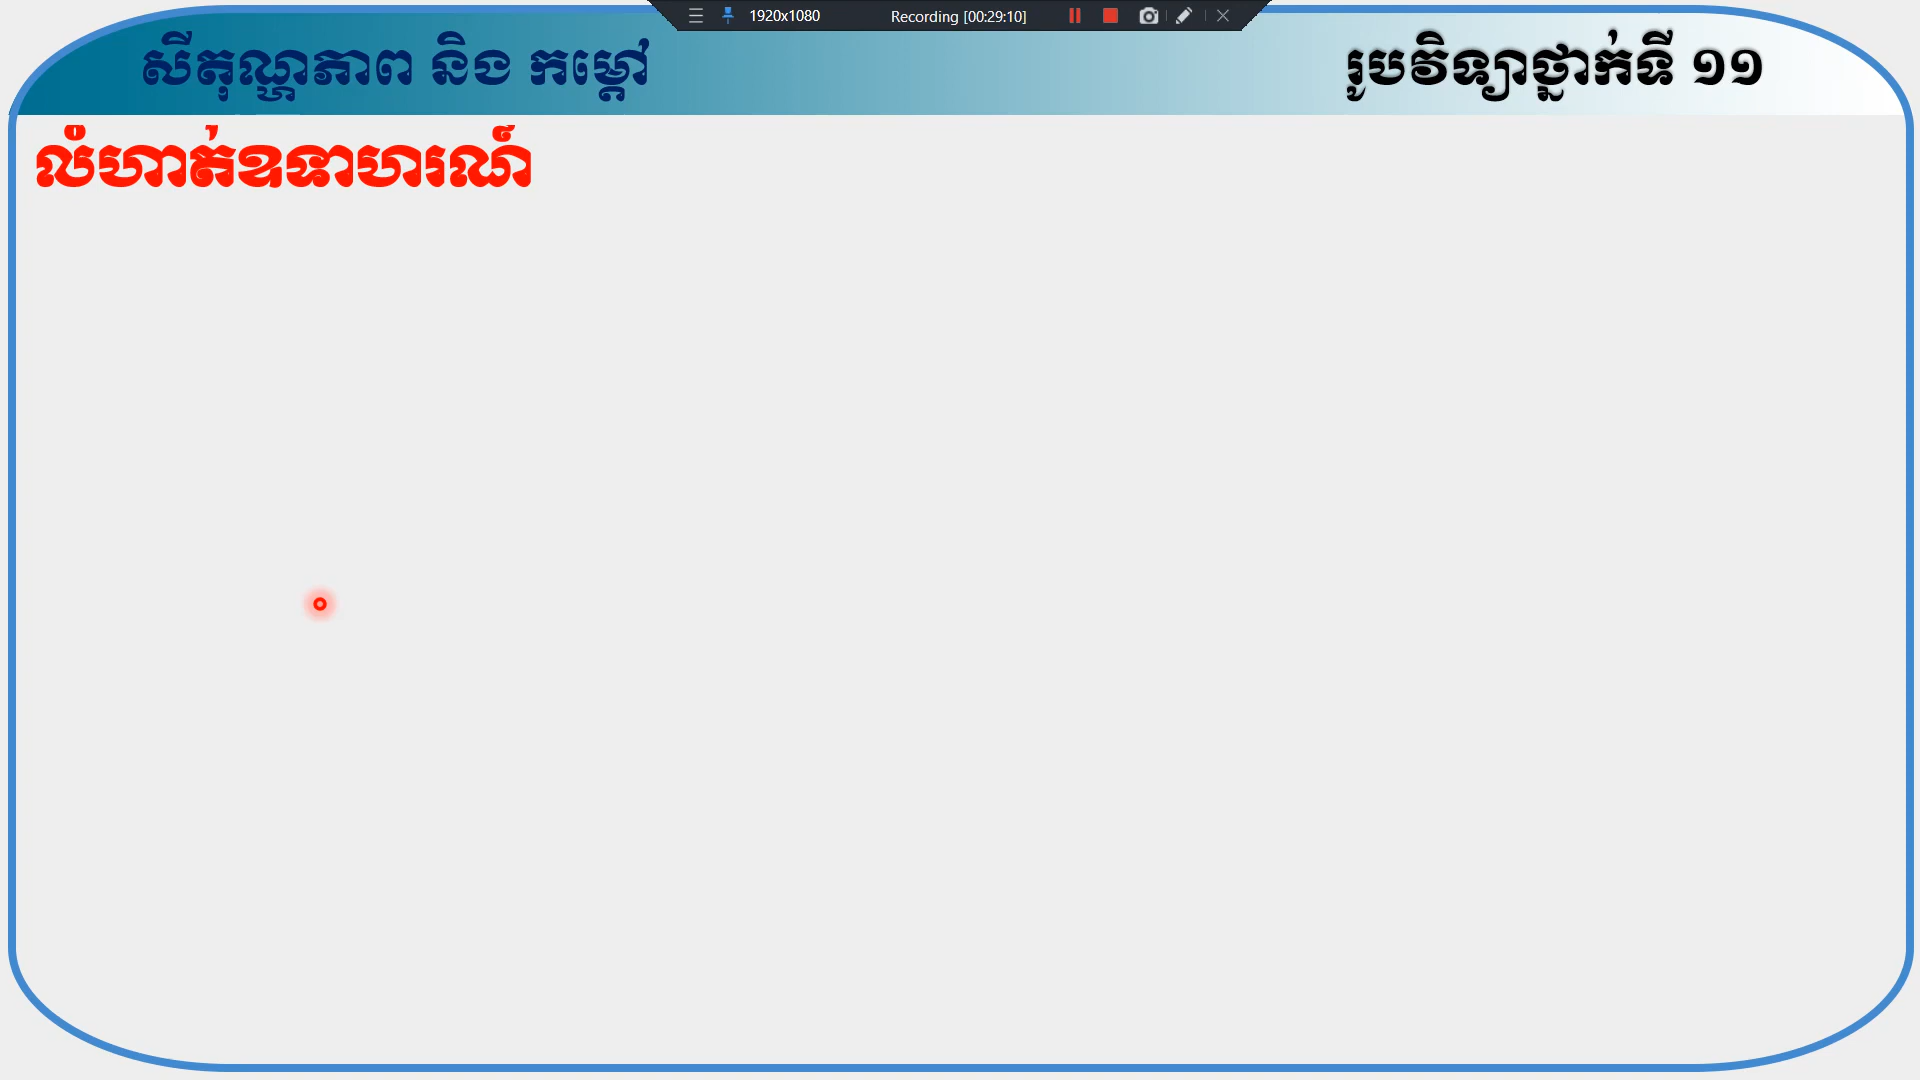 1920x1080 Recording [00:29:10]
សីតុណ្ហភាព និង កម្ដៅ រូបវិទ្យាថ្នាក់ទី ១១
លំហាត់ឧទាហរណ៍